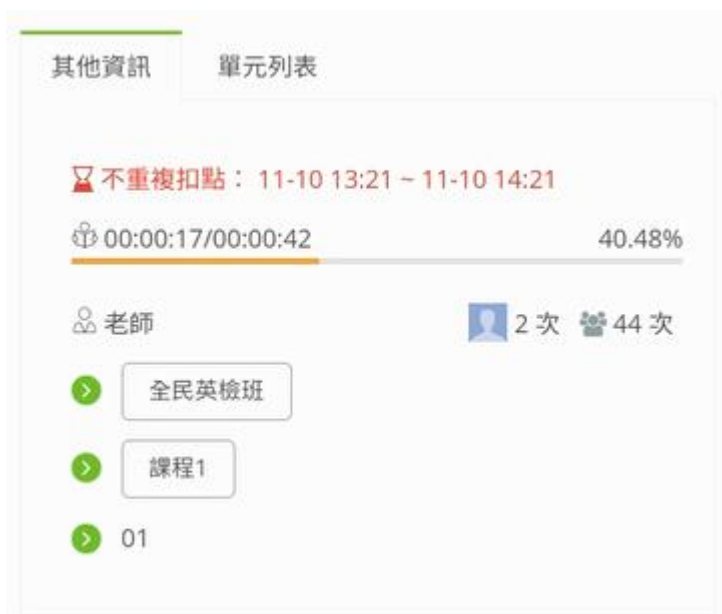 其他資訊 單元列表
不重複扣點： 11-10 13:21 ~ 11-10 14:21
00:00:17/00:00:42 40.48%
老師 2 次 44 次
全民英檢班
課程1
01